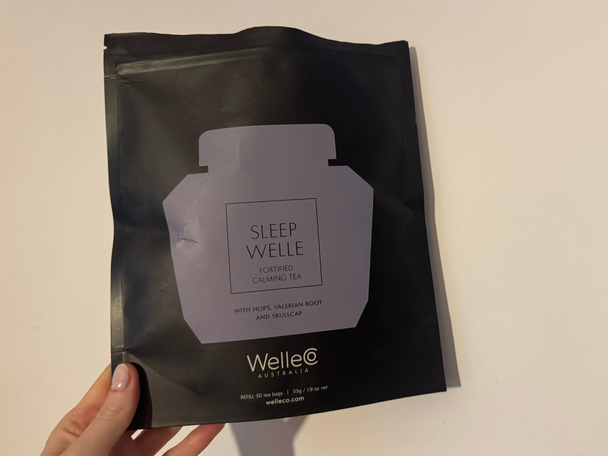 SLEEP
WELLE
FORTIFIED
CALMING TEA
WITH HOPS, VALERIAN ROOT
AND SKULLCAP
WelleCo
AUSTRALIA
REFILL 50 tea bags | 55g / 1.9 oz net
welleco.com